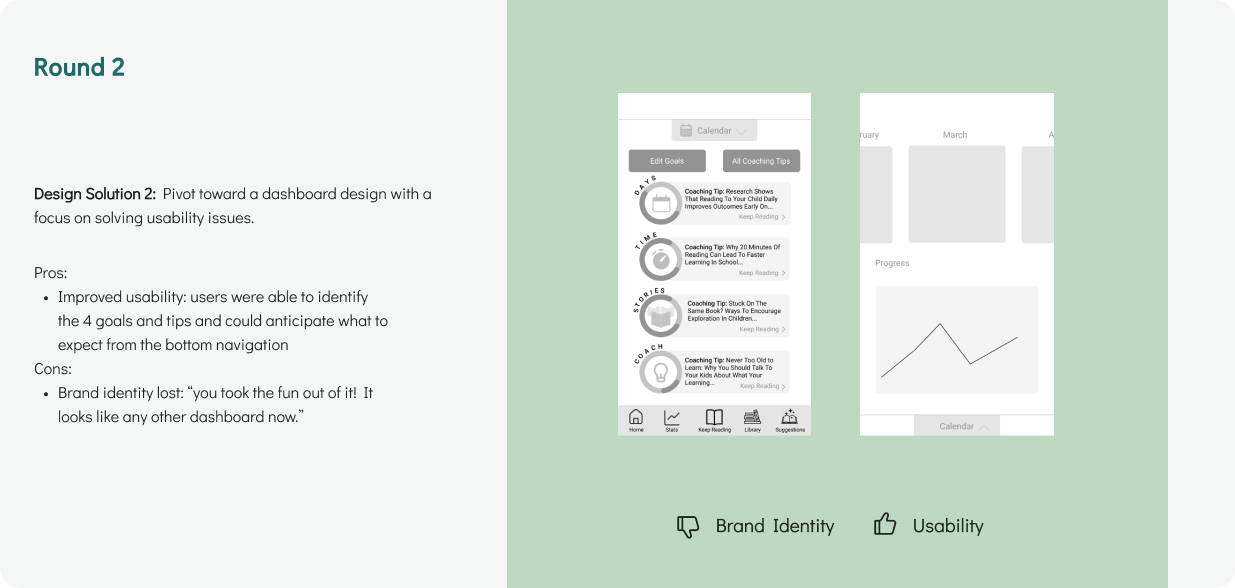 Round 2
Design Solution 2: Pivot toward a dashboard design with a
focus on solving usability issues.
Pros:
• Improved usability: users were able to identify
the 4 goals and tips and could anticipate what to
expect from the bottom navigation
Cons:
• Brand identity lost: “you took the fun out of it! It
looks like any other dashboard now.”
Calendar
Edit Goals
All Coaching Tips
DAYS
Coaching Tip: Research Shows
That Reading To Your Child Daily
Improves Outcomes Early On...
Keep Reading
TIME
Coaching Tip: Why 20 Minutes Of
Reading Can Lead To Faster
Learning In School...
Keep Reading
STORIES
Coaching Tip: Stuck On The
Same Book? Ways To Encourage
Exploration In Children...
Keep Reading
COACH
Coaching Tip: Never Too Old to
Learn: Why You Should Talk To
Your Kids About What Your
Learning...
Keep Reading
Home
Stats
Keep Reading
Library
Suggestions
ruary
March
A
Progress
Calendar
Brand Identity
Usability